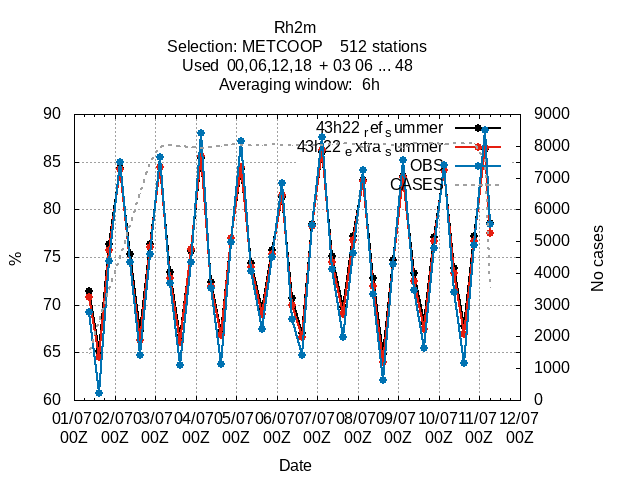 Rh2m
Selection: METCOOP 512 stations
Used 00,06,12,18 + 03 06 ... 48
Averaging window: 6h
43h22 ref summer
43h22 extra summer
OBS
CASES
90
85
80
75
70
65
60
%
9000
8000
7000
6000
5000
4000
3000
2000
1000
0
No cases
01/07 02/07 03/07 04/07 05/07 06/07 07/07 08/07 09/07 10/07 11/07 12/07
00Z 00Z 00Z 00Z 00Z 00Z 00Z 00Z 00Z 00Z 00Z 00Z
Date